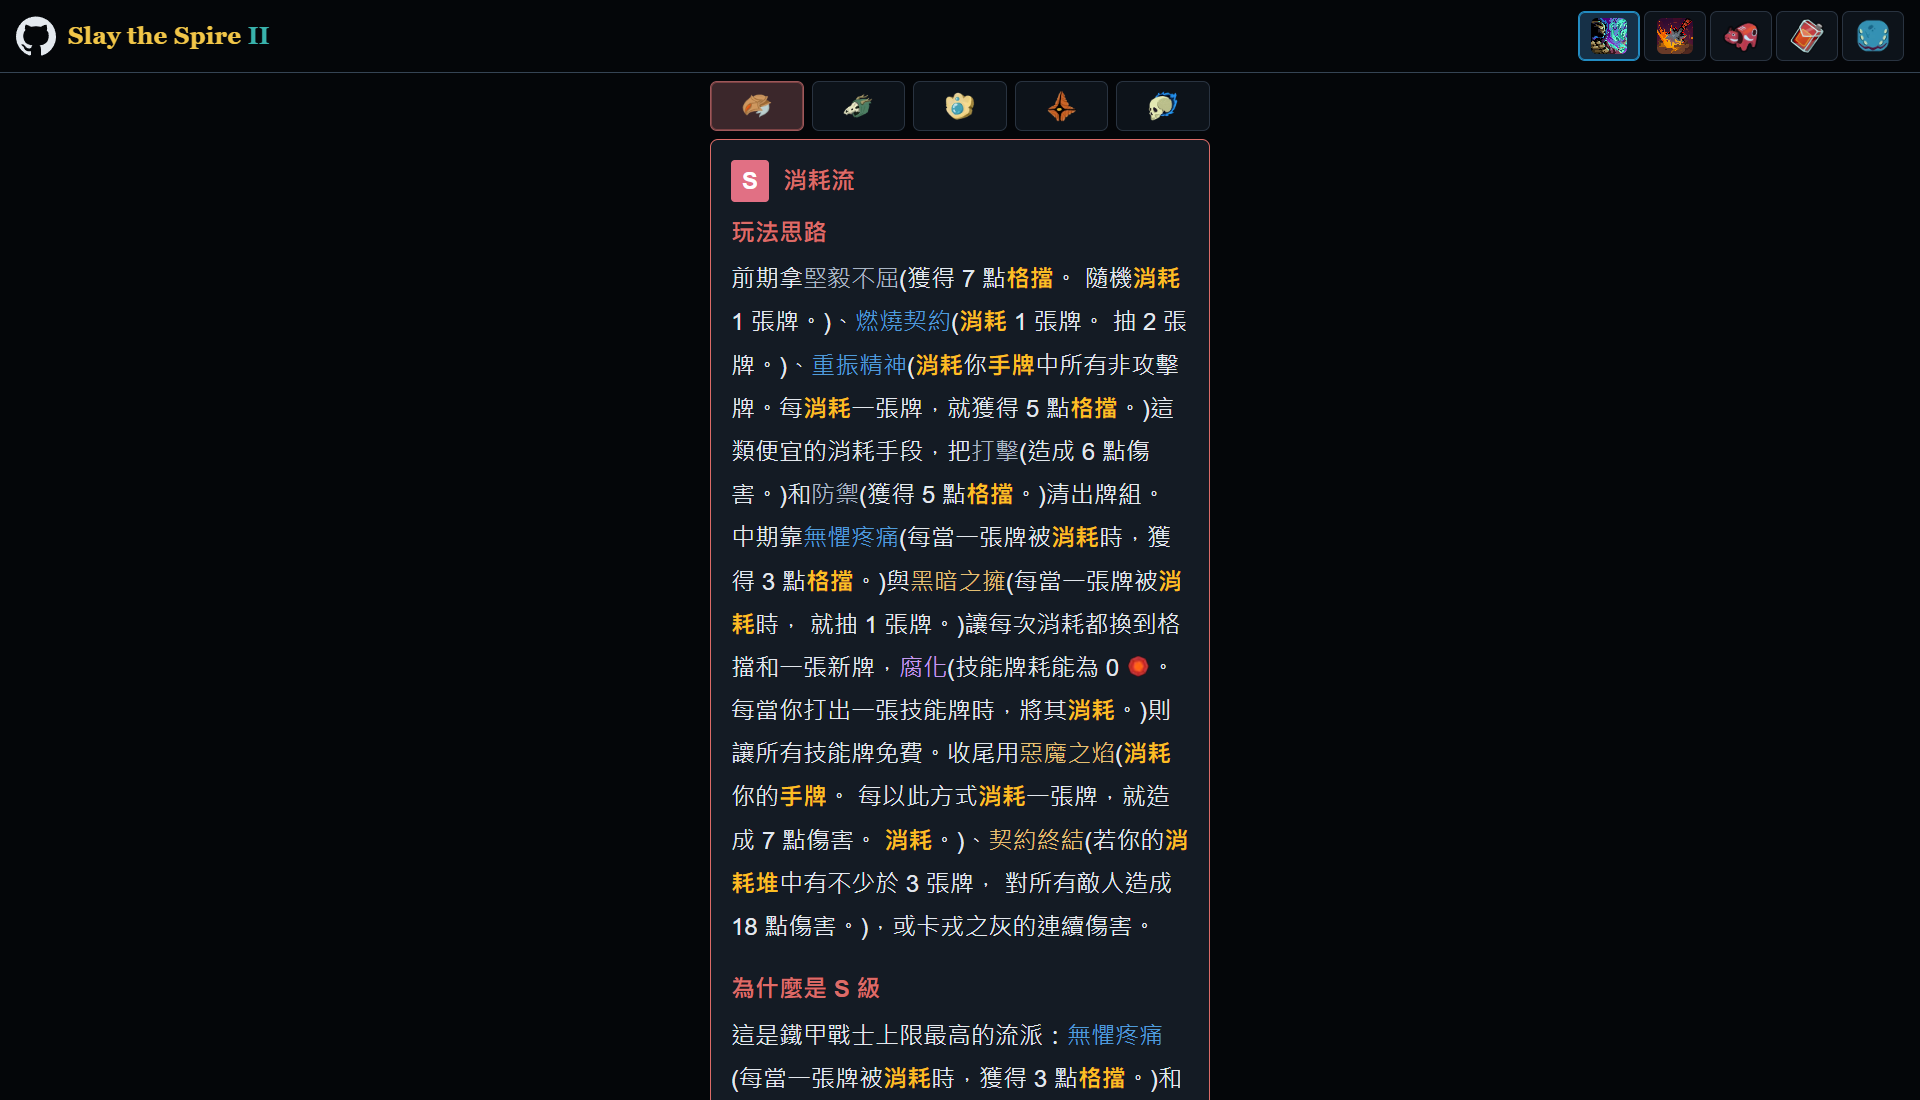 Slay the Spire II
S 消耗流
玩法思路
前期拿堅毅不屈(獲得 7 點格擋。 隨機消耗
1 張牌。)、燃燒契約(消耗 1 張牌。 抽 2 張
牌。)、重振精神(消耗你手牌中所有非攻擊
牌。每消耗一張牌，就獲得 5 點格擋。)這
類便宜的消耗手段，把打擊(造成 6 點傷
害。)和防禦(獲得 5 點格擋。)清出牌組。
中期靠無懼疼痛(每當一張牌被消耗時，獲
得 3 點格擋。)與黑暗之擁(每當一張牌被消
耗時， 就抽 1 張牌。)讓每次消耗都換到格
擋和一張新牌，腐化(技能牌耗能為 0 。
每當你打出一張技能牌時，將其消耗。)則
讓所有技能牌免費。收尾用惡魔之焰(消耗
你的手牌。 每以此方式消耗一張牌，就造
成 7 點傷害。 消耗。)、契約終結(若你的消
耗堆中有不少於 3 張牌， 對所有敵人造成
18 點傷害。)，或卡戎之灰的連續傷害。
為什麼是 S 級
這是鐵甲戰士上限最高的流派：無懼疼痛
(每當一張牌被消耗時，獲得 3 點格擋。)和